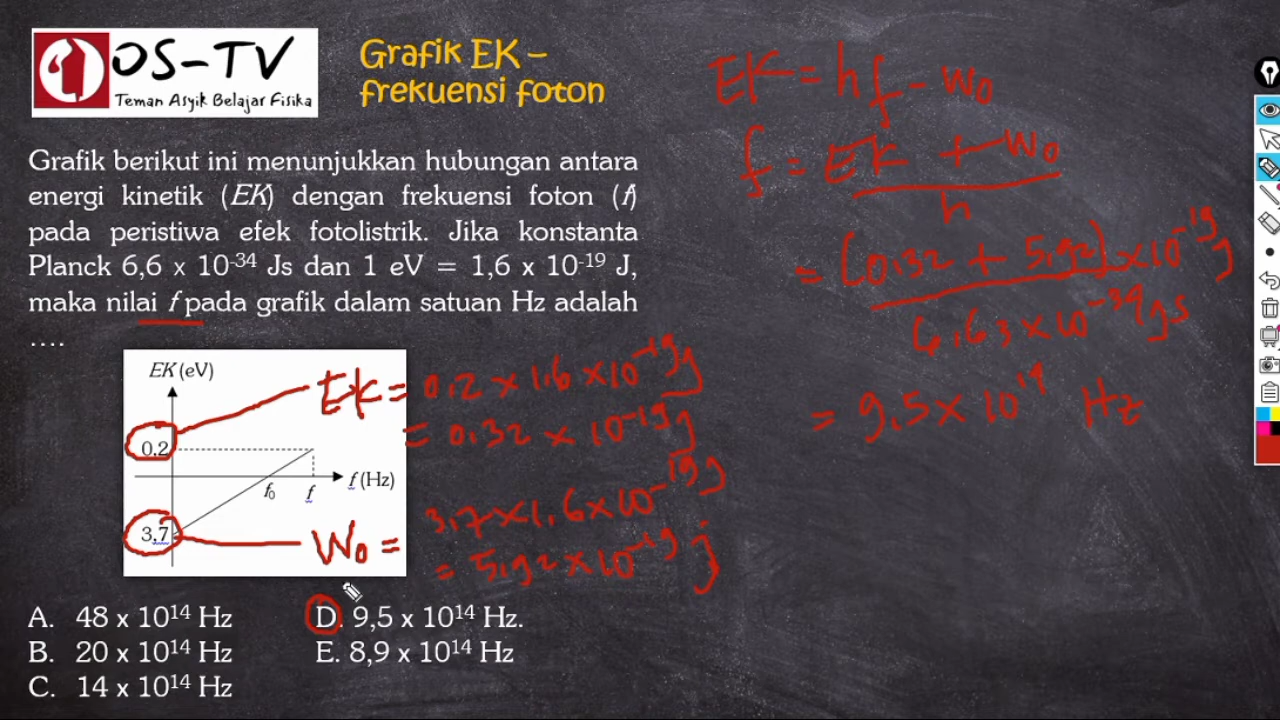 OS-TV
Teman Asyik Belajar Fisika
Grafik EK –
frekuensi foton
Grafik berikut ini menunjukkan hubungan antara
energi kinetik (EK) dengan frekuensi foton (f)
pada peristiwa efek fotolistrik. Jika konstanta
Planck 6,6 x 10⁻³⁴ Js dan 1 eV = 1,6 x 10⁻¹⁹ J,
maka nilai f pada grafik dalam satuan Hz adalah
....
EK (eV)
0,2
f₀
f
f (Hz)
3,7
EK = 0.2 x 1.6 x 10⁻¹⁹ J
= 0.32 x 10⁻¹⁹ J
W₀ =
3,7 x 1,6 x 10⁻¹⁹ J
= 5,92 x 10⁻¹⁹ J
A. 48 x 10¹⁴ Hz
B. 20 x 10¹⁴ Hz
C. 14 x 10¹⁴ Hz
D. 9,5 x 10¹⁴ Hz.
E. 8,9 x 10¹⁴ Hz
EK = hf - W₀
f = EK + W₀
h
= (0.32 + 5,92) x 10⁻¹⁹ J
6,63 x 10⁻³⁴ Js
= 9,5 x 10¹⁴ Hz